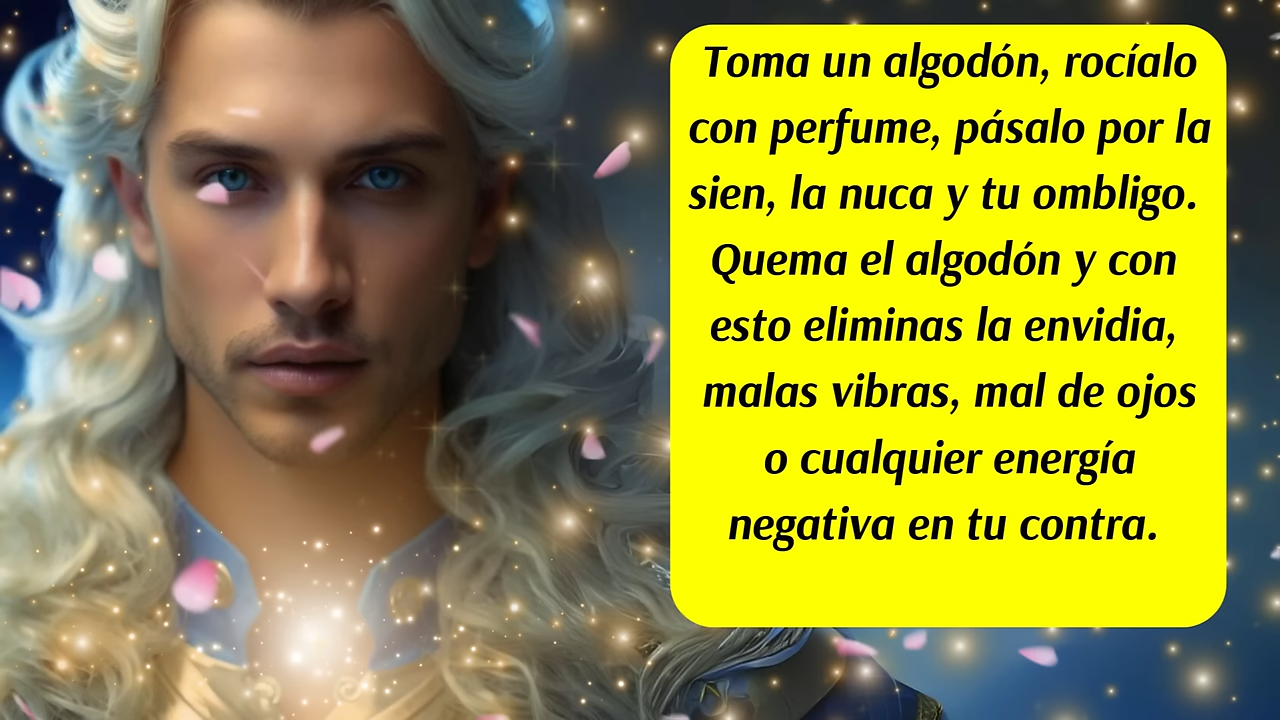 Toma un algodón, rocíalo
con perfume, pásalo por la
sien, la nuca y tu ombligo.
Quema el algodón y con
esto eliminas la envidia,
malas vibras, mal de ojos
o cualquier energía
negativa en tu contra.